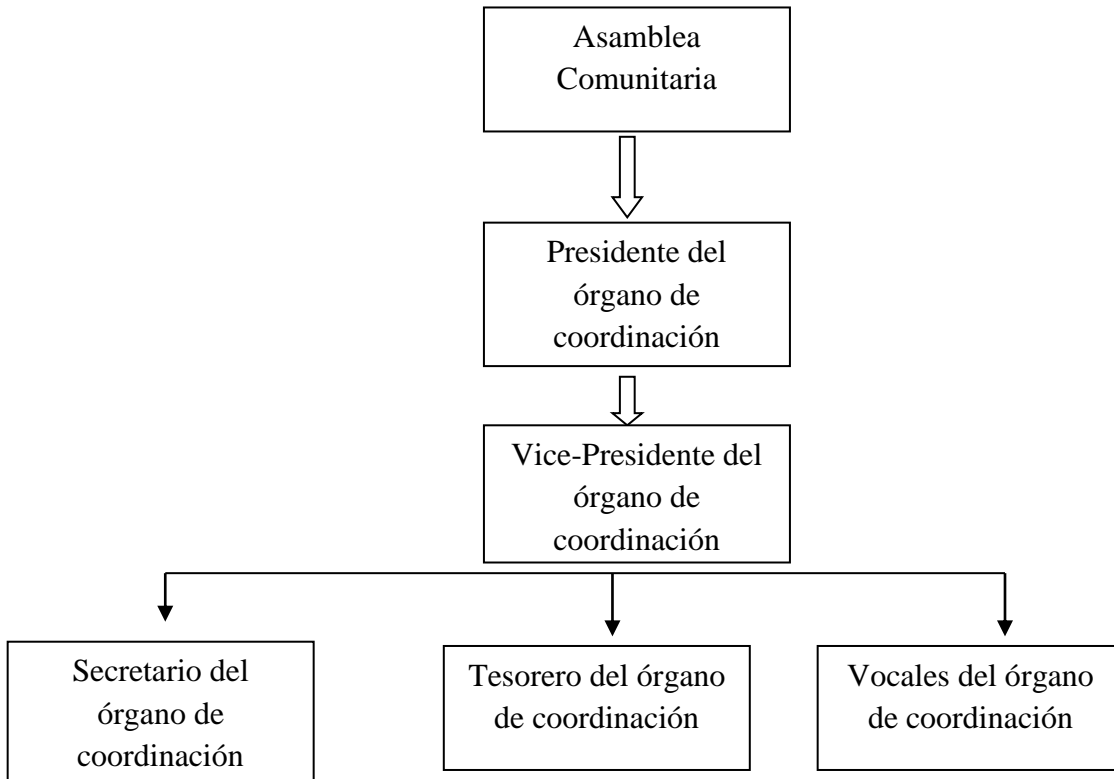 Asamblea
Comunitaria
Presidente del
órgano de
coordinación
Vice-Presidente del
órgano de
coordinación
Secretario del
órgano de
coordinación
Tesorero del órgano
de coordinación
Vocales del órgano
de coordinación